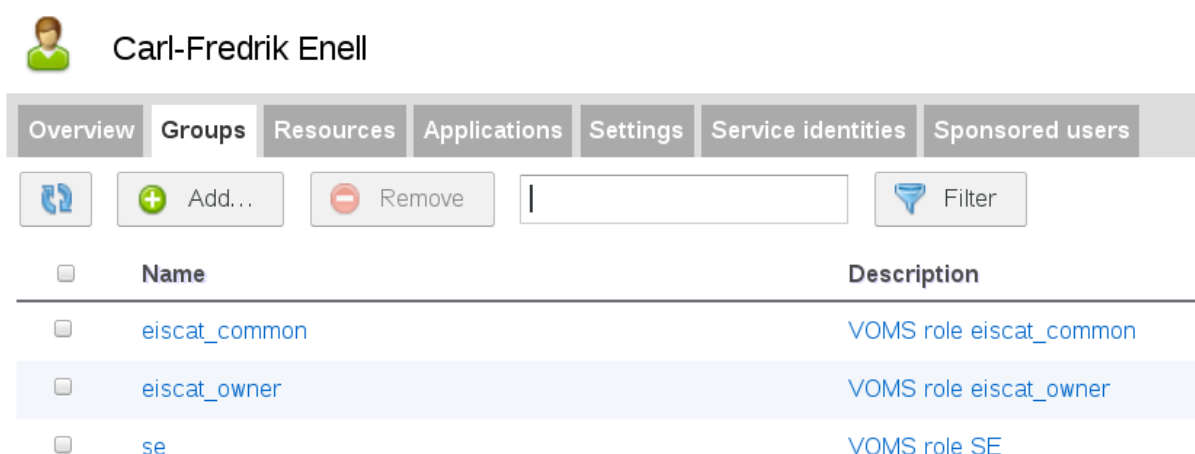 Carl-Fredrik Enell
Overview Groups Resources Applications Settings Service identities Sponsored users
Add... Remove Filter
Name Description
eiscat_common VOMS role eiscat_common
eiscat_owner VOMS role eiscat_owner
se VOMS role SE